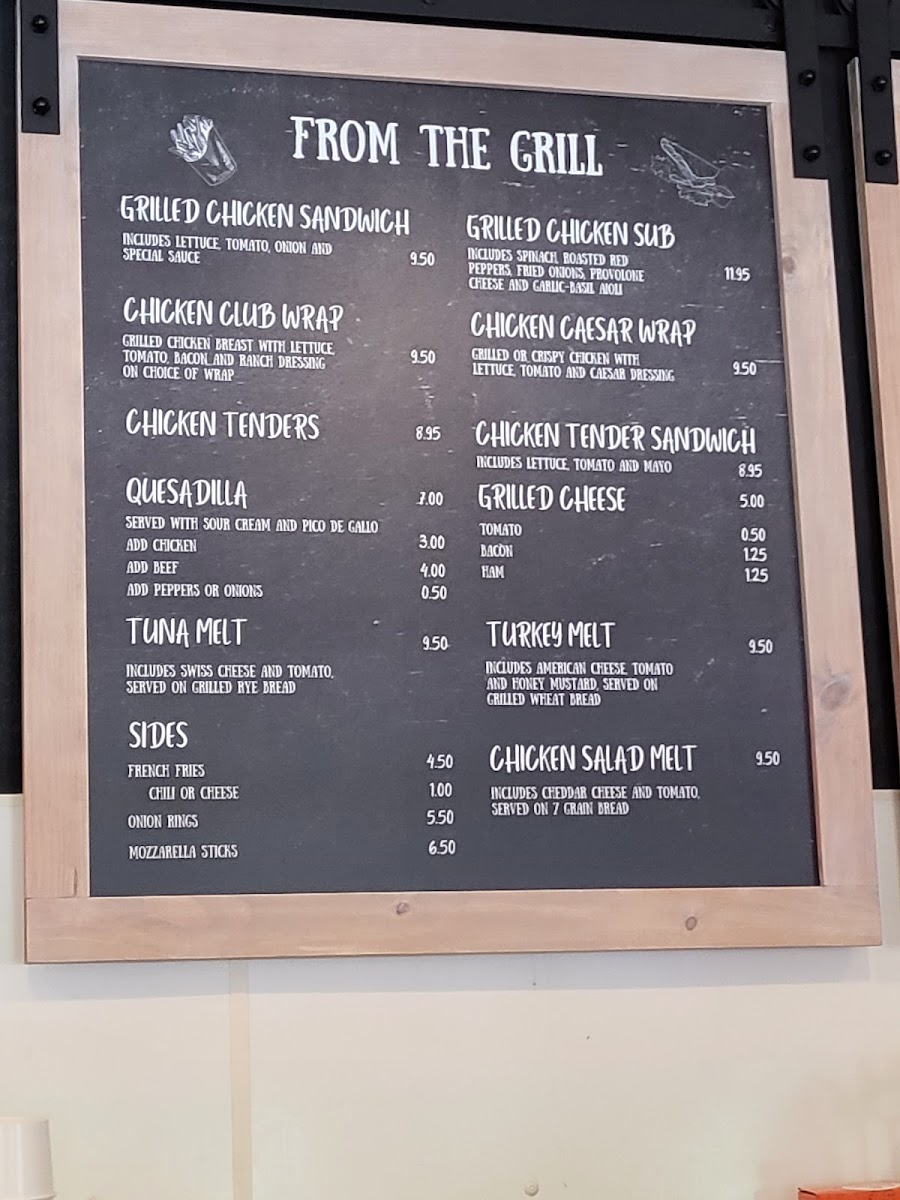 FROM THE GRILL
GRILLED CHICKEN SANDWICH
INCLUDES LETTUCE, TOMATO, ONION AND
SPECIAL SAUCE 9.50
CHICKEN CLUB WRAP
GRILLED CHICKEN BREAST WITH LETTUCE,
TOMATO, BACON, AND RANCH DRESSING 9.50
ON CHOICE OF WRAP
CHICKEN TENDERS 8.95
QUESADILLA 7.00
SERVED WITH SOUR CREAM AND PICO DE GALLO
ADD CHICKEN 3.00
ADD BEEF 4.00
ADD PEPPERS OR ONIONS 0.50
TUNA MELT 9.50
INCLUDES SWISS CHEESE AND TOMATO,
SERVED ON GRILLED RYE BREAD
SIDES
FRENCH FRIES 4.50
CHILI OR CHEESE 1.00
ONION RINGS 5.50
MOZZARELLA STICKS 6.50
GRILLED CHICKEN SUB
INCLUDES SPINACH, ROASTED RED
PEPPERS, FRIED ONIONS, PROVOLONE 11.95
CHEESE AND GARLIC-BASIL AIOLI
CHICKEN CAESAR WRAP
GRILLED OR CRISPY CHICKEN WITH
LETTUCE, TOMATO AND CAESAR DRESSING 9.50
CHICKEN TENDER SANDWICH
INCLUDES LETTUCE, TOMATO AND MAYO 8.95
GRILLED CHEESE 5.00
TOMATO 0.50
BACON 1.25
HAM 1.25
TURKEY MELT 9.50
INCLUDES AMERICAN CHEESE, TOMATO
AND HONEY MUSTARD, SERVED ON
GRILLED WHEAT BREAD
CHICKEN SALAD MELT 9.50
INCLUDES CHEDDAR CHEESE AND TOMATO,
SERVED ON 7 GRAIN BREAD